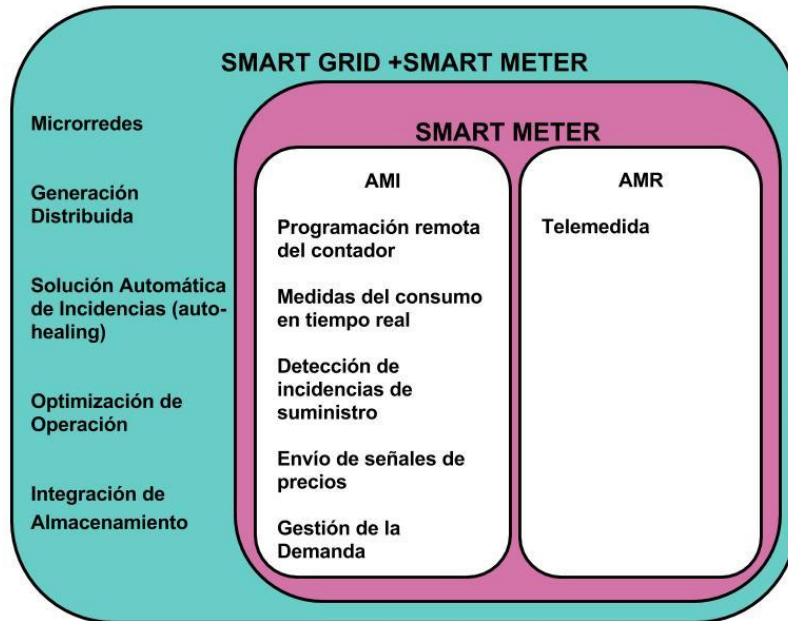 SMART GRID +SMART METER
Microrredes
Generación
Distribuida
Solución Automática
de Incidencias (auto-
healing)
Optimización de
Operación
Integración de
Almacenamiento
SMART METER
AMI
Programación remota
del contador
Medidas del consumo
en tiempo real
Detección de
incidencias de
suministro
Envío de señales de
precios
Gestión de la
Demanda
AMR
Telemedida